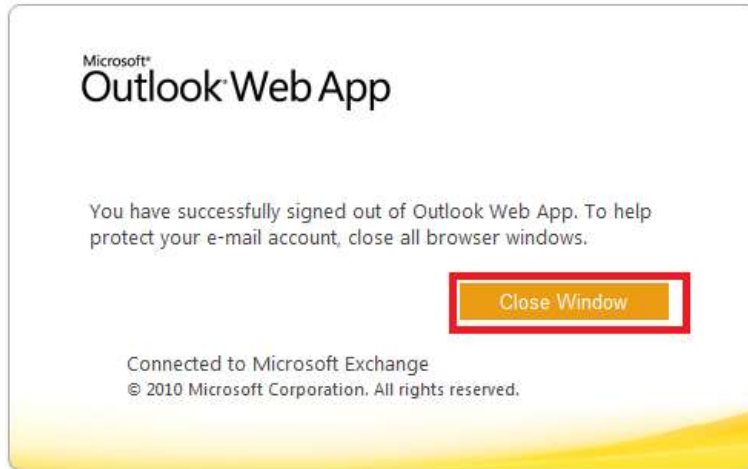 Microsoft®
Outlook® Web App
You have successfully signed out of Outlook Web App. To help
protect your e-mail account, close all browser windows.
Close Window
Connected to Microsoft Exchange
© 2010 Microsoft Corporation. All rights reserved.